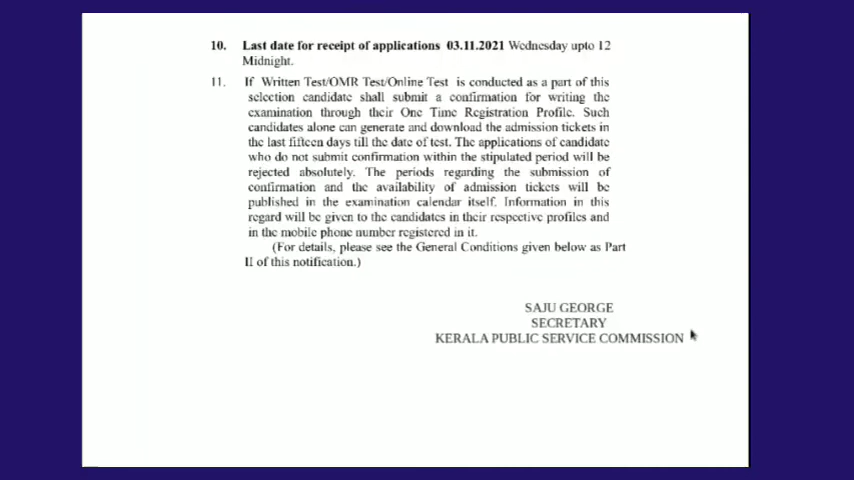 10. Last date for receipt of applications 03.11.2021 Wednesday upto 12
Midnight.
11. If Written Test/OMR Test/Online Test is conducted as a part of this
selection candidate shall submit a confirmation for writing the
examination through their One Time Registration Profile. Such
candidates alone can generate and download the admission tickets in
the last fifteen days till the date of test. The applications of candidate
who do not submit confirmation within the stipulated period will be
rejected absolutely. The periods regarding the submission of
confirmation and the availability of admission tickets will be
published in the examination calendar itself. Information in this
regard will be given to the candidates in their respective profiles and
in the mobile phone number registered in it.
(For details, please see the General Conditions given below as Part
II of this notification.)
SAJU GEORGE
SECRETARY
KERALA PUBLIC SERVICE COMMISSION